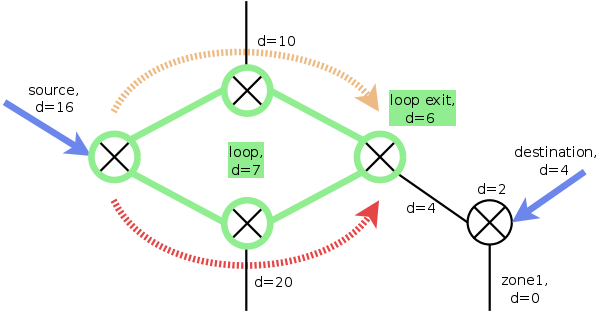 d=10
source,
d=16
loop exit,
d=6
loop,
d=7
destination,
d=4
d=2
d=4
d=20
zone1,
d=0